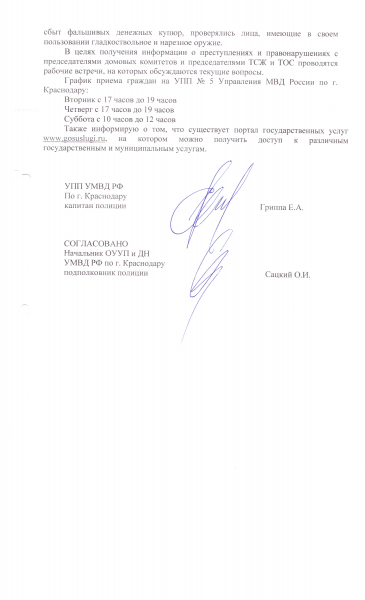 сбыт фальшивых денежных купюр, проверялись лица, имеющие в своем
пользовании гладкоствольное и нарезное оружие.
В целях получения информации о преступлениях и правонарушениях с
председателями домовых комитетов и председателями ТСЖ и ТОС проводятся
рабочие встречи, на которых обсуждаются текущие вопросы.
График приема граждан на УПП № 5 Управления МВД России по г.
Краснодару:
Вторник с 17 часов до 19 часов
Четверг с 17 часов до 19 часов
Суббота с 10 часов до 12 часов
Также информирую о том, что существует портал государственных услуг
www.gosuslugi.ru, на котором можно получить доступ к различным
государственным и муниципальным услугам.
УПП УМВД РФ
По г. Краснодару
капитан полиции Гриппа Е.А.
СОГЛАСОВАНО
Начальник ОУУП и ДН
УМВД РФ по г. Краснодару
подполковник полиции Сацкий О.И.